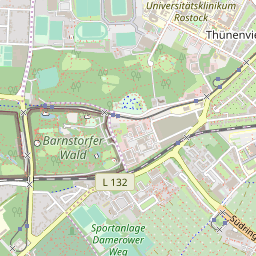 Universitätsklinikum
Rostock
Thünenvie
Barnstorfer
Wald
L 132
Südring
Sportanlage
Damerower
Weg